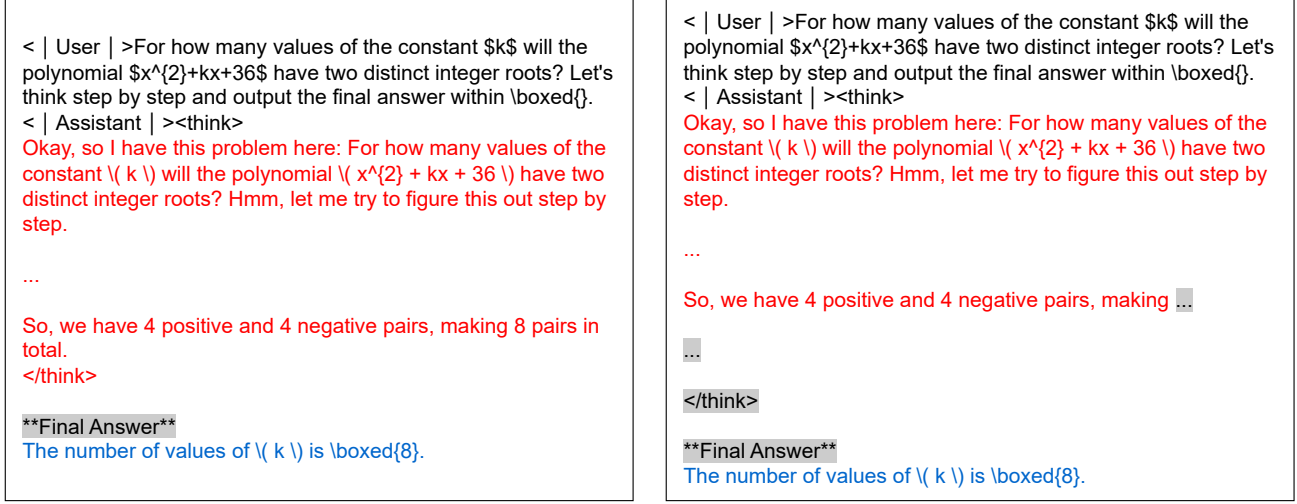 < | User | >For how many values of the constant $k$ will the
polynomial $x^{2}+kx+36$ have two distinct integer roots? Let's
think step by step and output the final answer within \boxed{}.
< | Assistant | ><think>
Okay, so I have this problem here: For how many values of the
constant \( k \) will the polynomial \( x^{2} + kx + 36 \) have two
distinct integer roots? Hmm, let me try to figure this out step by
step.
...
So, we have 4 positive and 4 negative pairs, making 8 pairs in
total.
</think>
**Final Answer**
The number of values of \( k \) is \boxed{8}.
< | User | >For how many values of the constant $k$ will the
polynomial $x^{2}+kx+36$ have two distinct integer roots? Let's
think step by step and output the final answer within \boxed{}.
< | Assistant | ><think>
Okay, so I have this problem here: For how many values of the
constant \( k \) will the polynomial \( x^{2} + kx + 36 \) have two
distinct integer roots? Hmm, let me try to figure this out step by
step.
...
So, we have 4 positive and 4 negative pairs, making ...
...
</think>
**Final Answer**
The number of values of \( k \) is \boxed{8}.